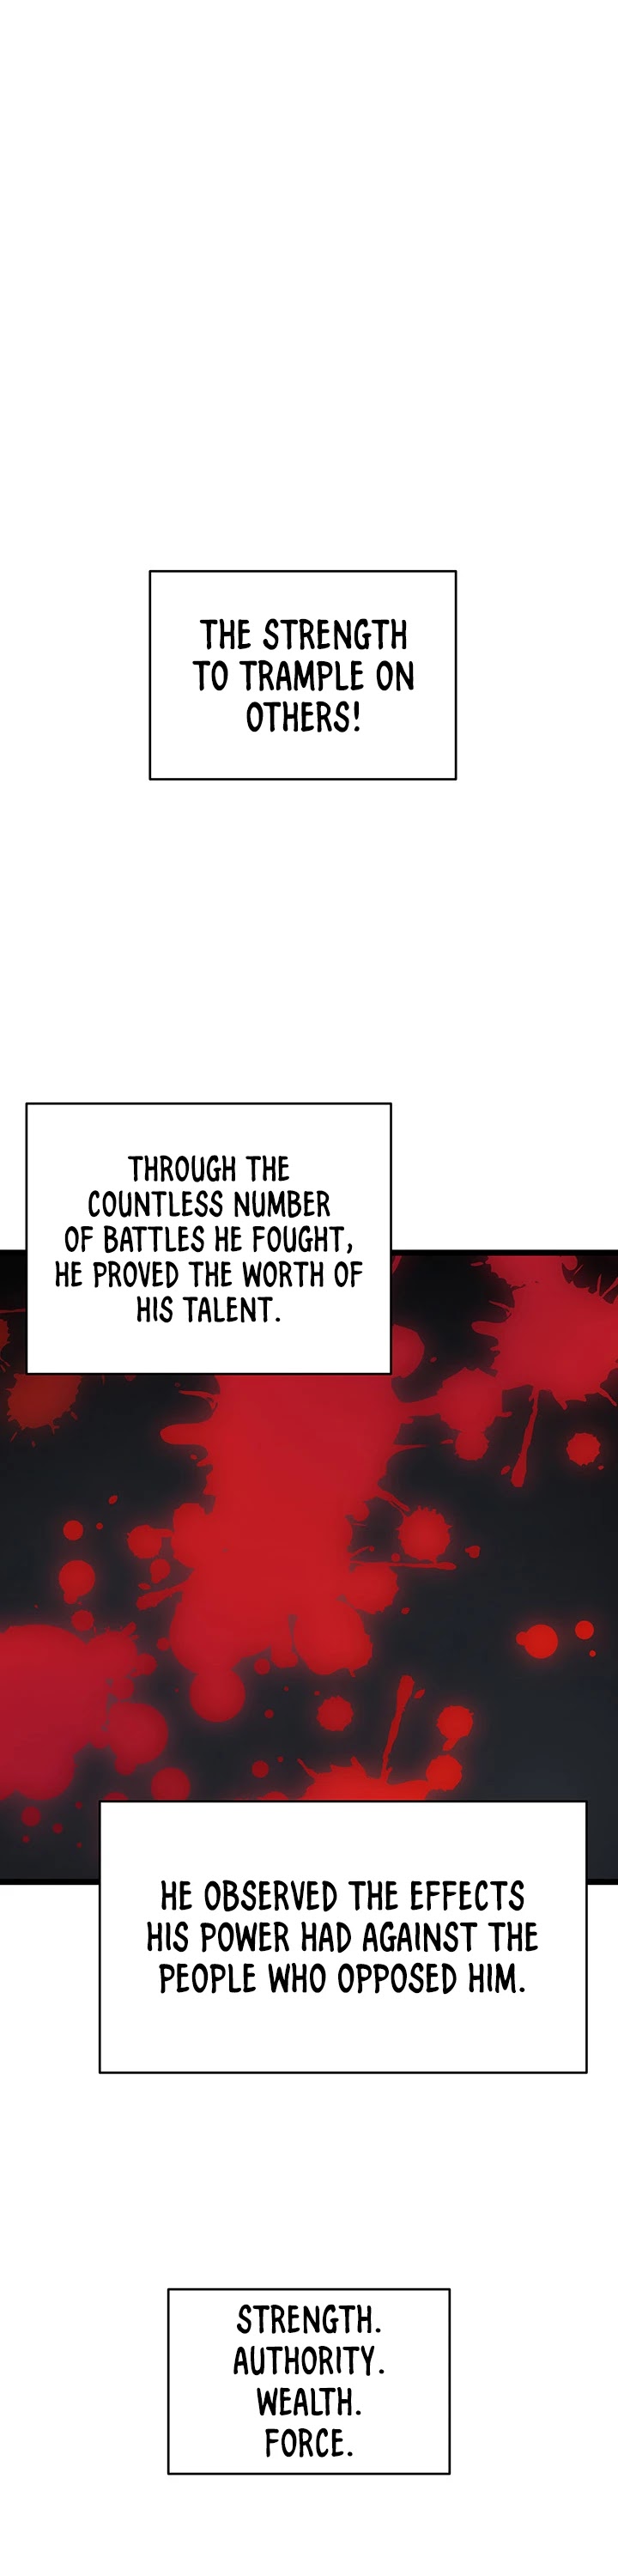 THE STRENGTH
TO TRAMPLE ON
OTHERS!
THROUGH THE
COUNTLESS NUMBER
OF BATTLES HE FOUGHT,
HE PROVED THE WORTH OF
HIS TALENT.
HE OBSERVED THE EFFECTS
HIS POWER HAD AGAINST THE
PEOPLE WHO OPPOSED HIM.
STRENGTH.
AUTHORITY.
WEALTH.
FORCE.